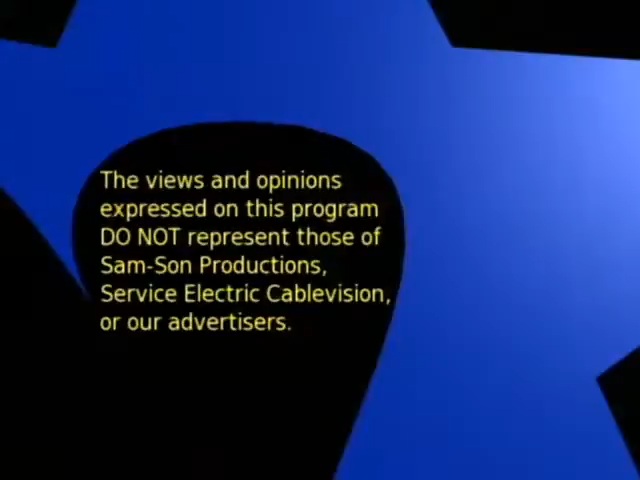 The views and opinions
expressed on this program
DO NOT represent those of
Sam-Son Productions,
Service Electric Cablevision,
or our advertisers.